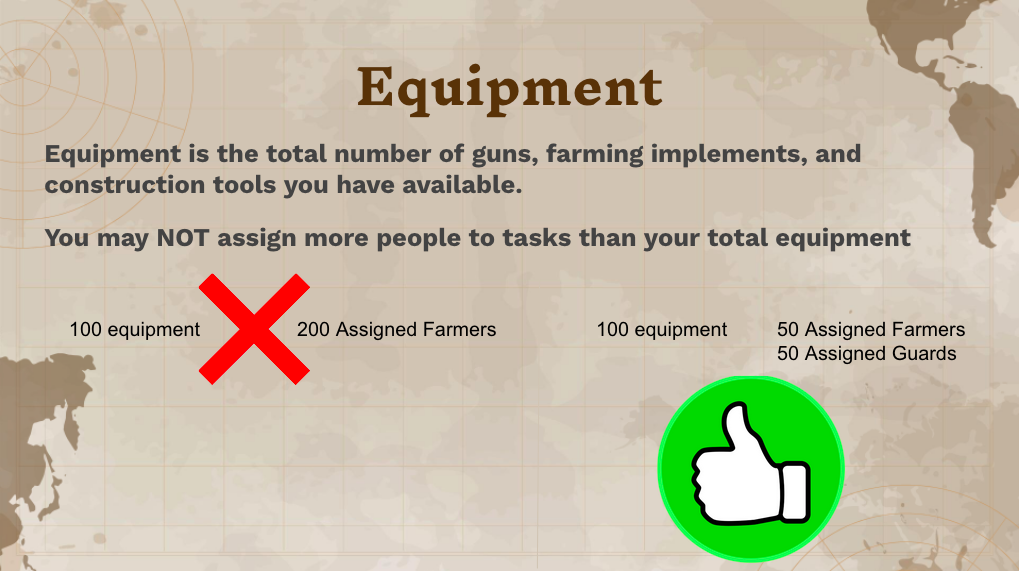 Equipment
Equipment is the total number of guns, farming implements, and
construction tools you have available.
You may NOT assign more people to tasks than your total equipment
100 equipment
200 Assigned Farmers
100 equipment
50 Assigned Farmers
50 Assigned Guards